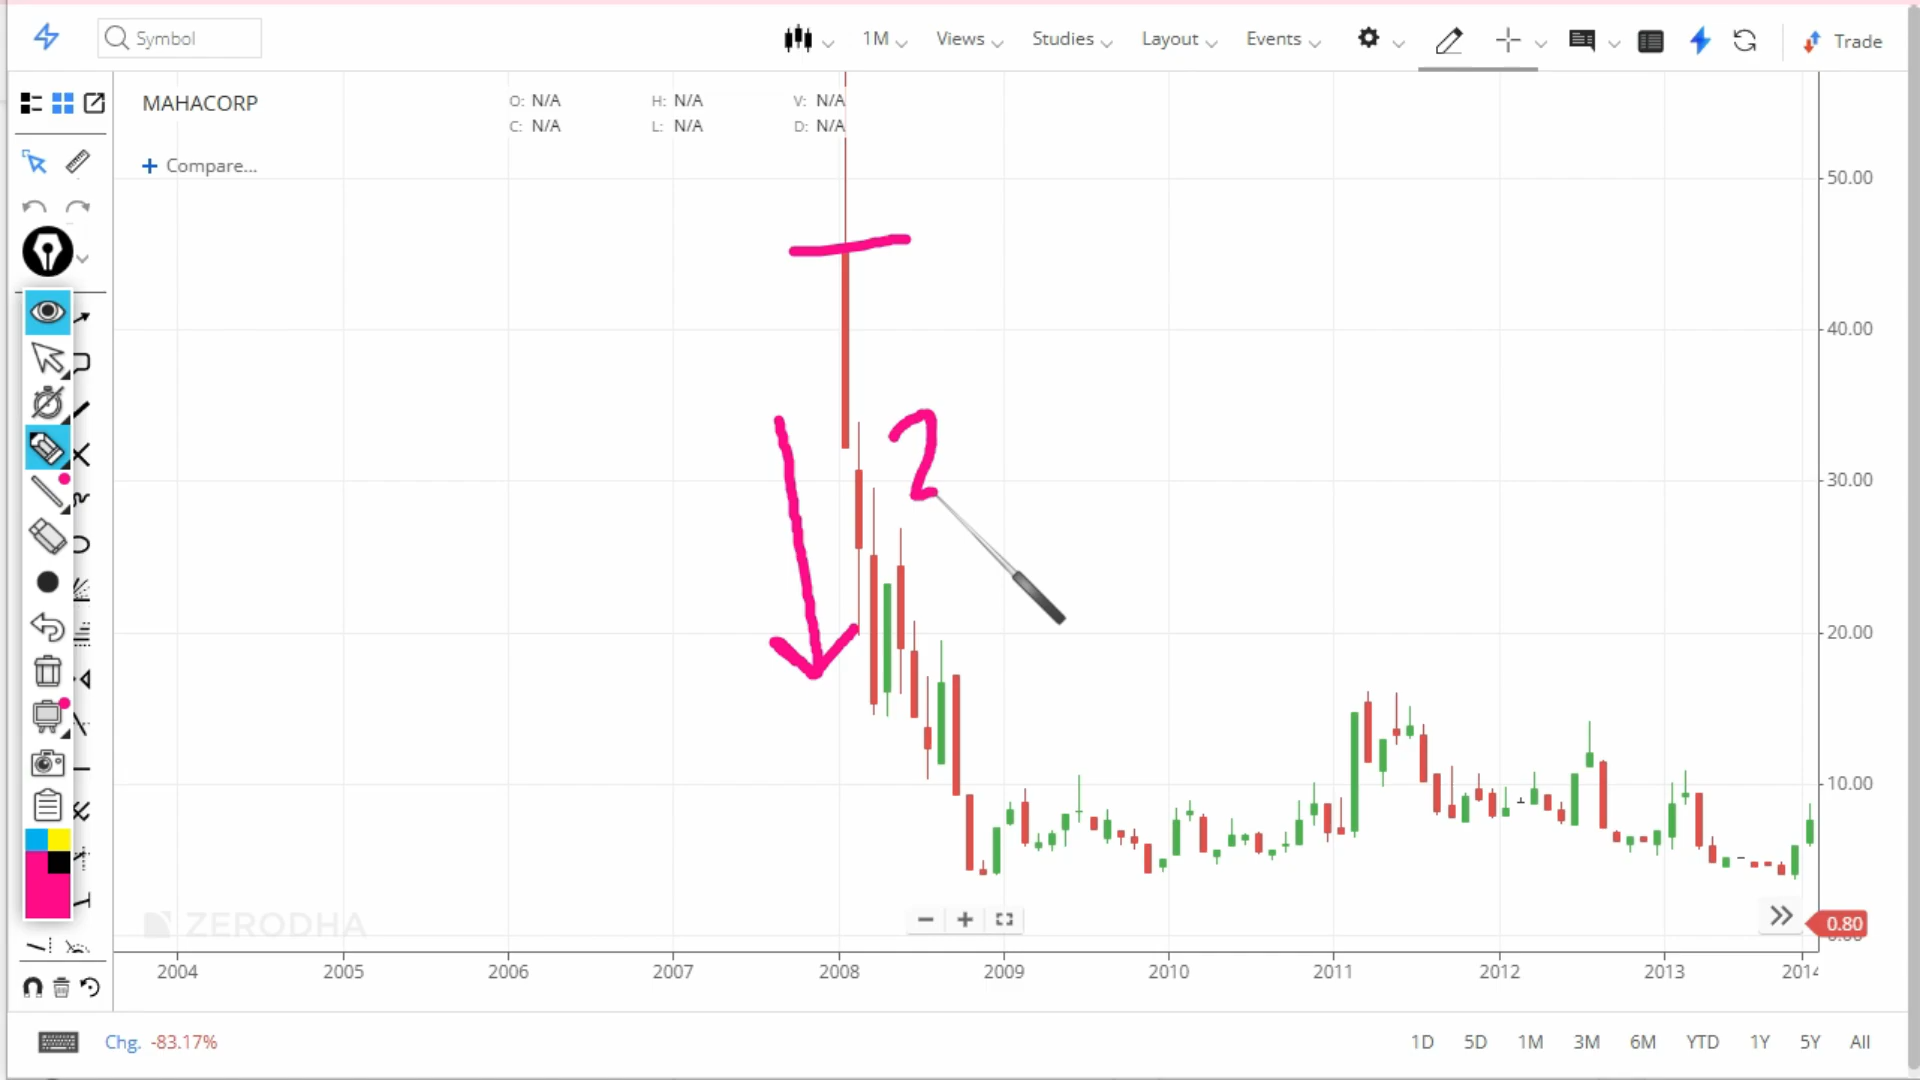 Symbol
1M
Views
Studies
Layout
Events
Trade
MAHACORP
O: N/A
H: N/A
V: N/A
C: N/A
L: N/A
D: N/A
+ Compare...
50.00
40.00
2
30.00
20.00
10.00
ZERODHA
0.80
2004
2005
2006
2007
2008
2009
2010
2011
2012
2013
2014
Chg. -83.17%
1D
5D
1M
3M
6M
YTD
1Y
5Y
All